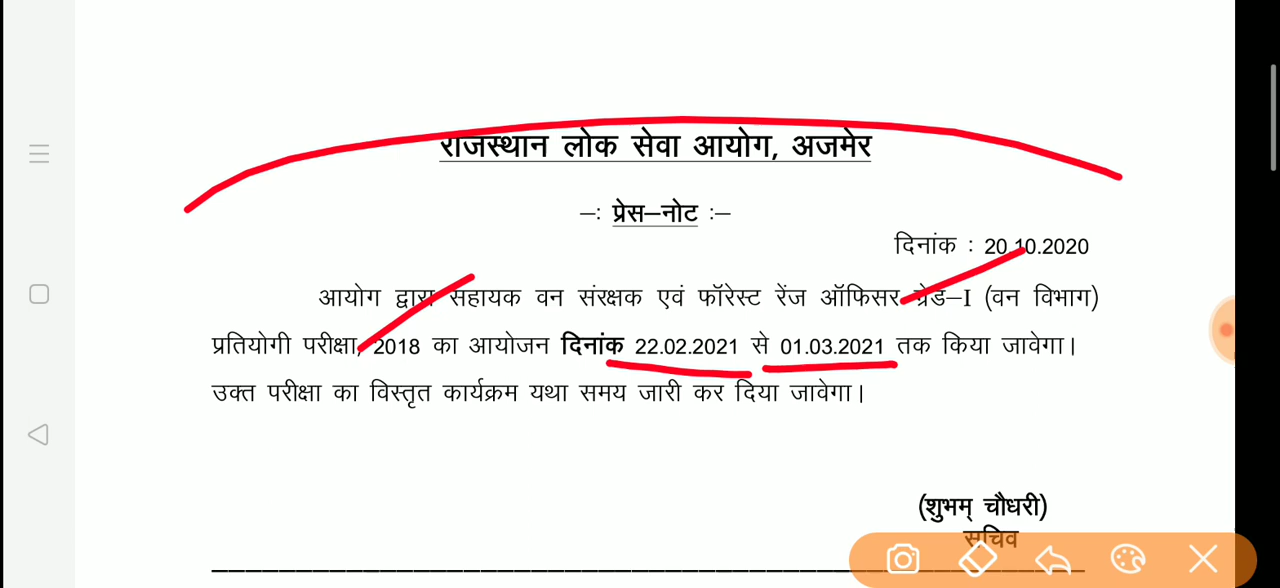 राजस्थान लोक सेवा आयोग, अजमेर
–: प्रेस–नोट :–
दिनांक : 20.10.2020
आयोग द्वारा सहायक वन संरक्षक एवं फॉरेस्ट रेंज ऑफिसर ग्रेड–I (वन विभाग)
प्रतियोगी परीक्षा, 2018 का आयोजन दिनांक 22.02.2021 से 01.03.2021 तक किया जावेगा।
उक्त परीक्षा का विस्तृत कार्यक्रम यथा समय जारी कर दिया जावेगा।
(शुभम् चौधरी)
सचिव